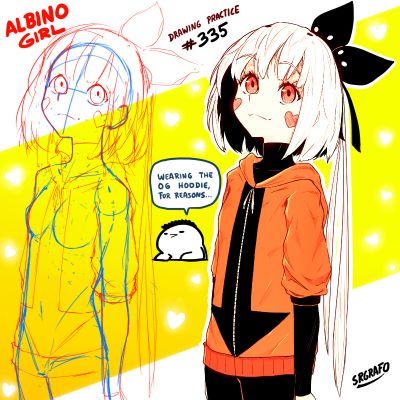 ALBINO
GIRL
DRAWING PRACTICE
#335
WEARING THE
OG HOODIE,
FOR REASONS...
SRGRAFO